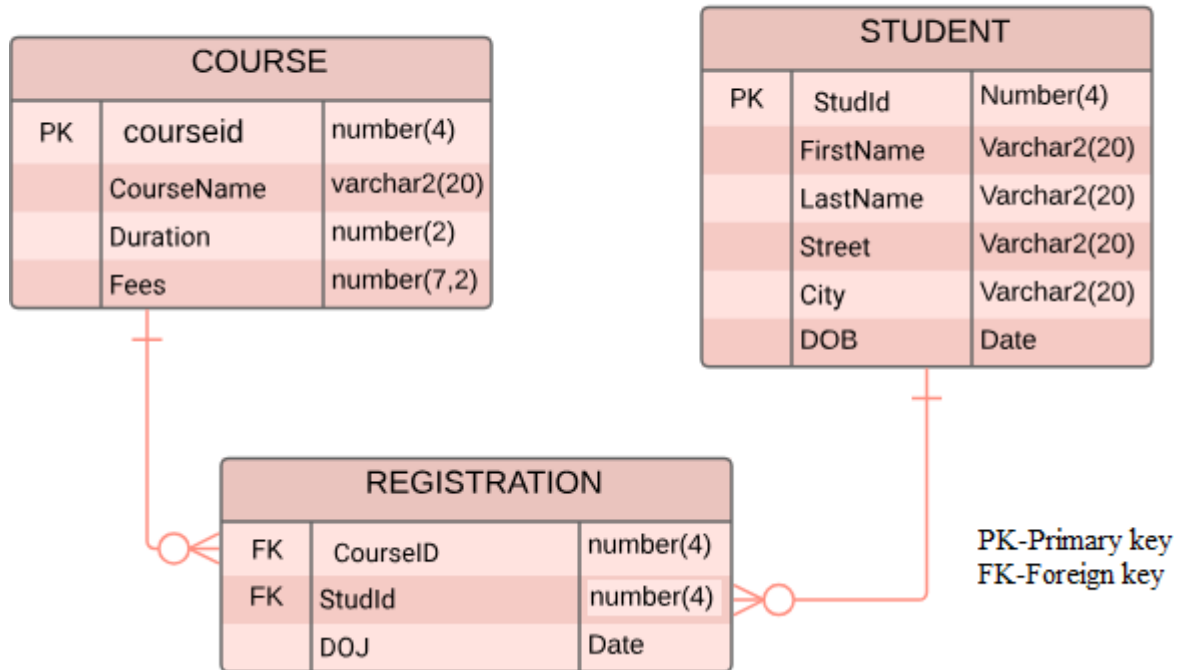 COURSE
PK courseid number(4)
CourseName varchar2(20)
Duration number(2)
Fees number(7,2)
STUDENT
PK StudId Number(4)
FirstName Varchar2(20)
LastName Varchar2(20)
Street Varchar2(20)
City Varchar2(20)
DOB Date
REGISTRATION
FK CourseID number(4)
FK StudId number(4)
DOJ Date
PK-Primary key
FK-Foreign key